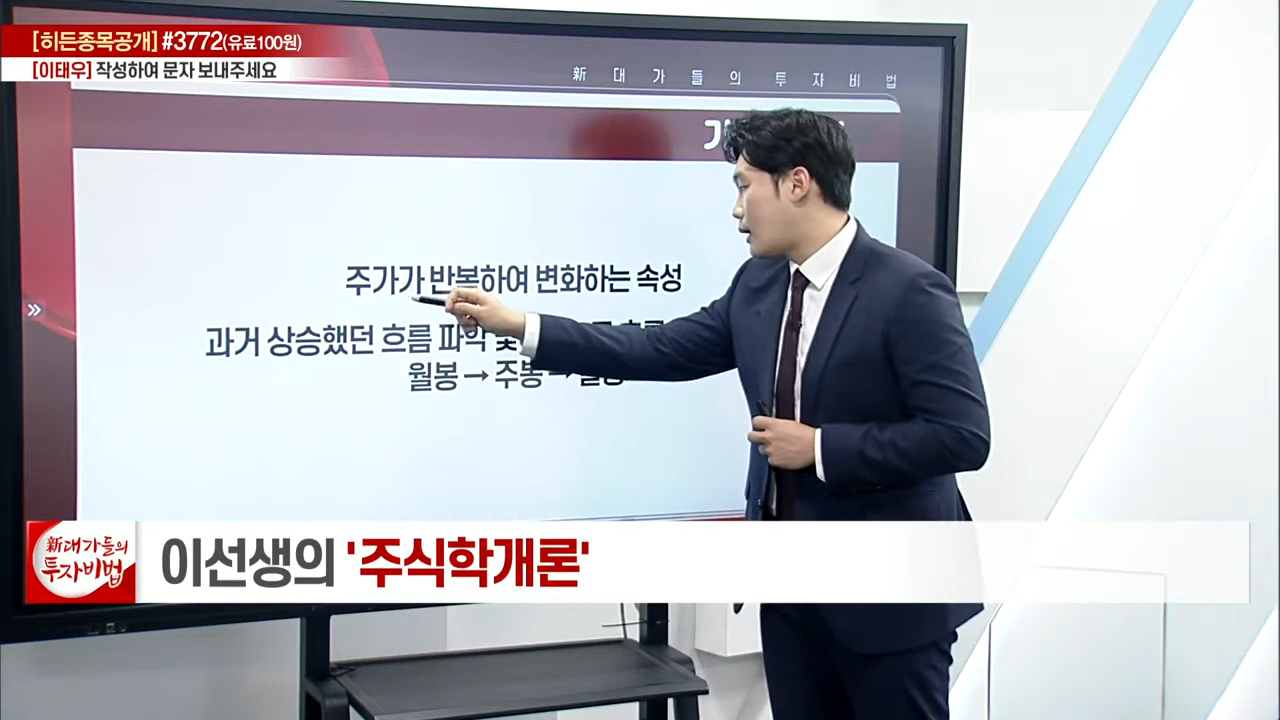 [히든종목공개] #3772(유료100원)
[이태우] 작성하여 문자 보내주세요
新 대 가 들 의 투 자 비 법
주가가 반복하여 변화하는 속성
과거 상승했던 흐름 파악 및
월봉 → 주봉 →
新대가들의
투자비법
이선생의 '주식학개론'